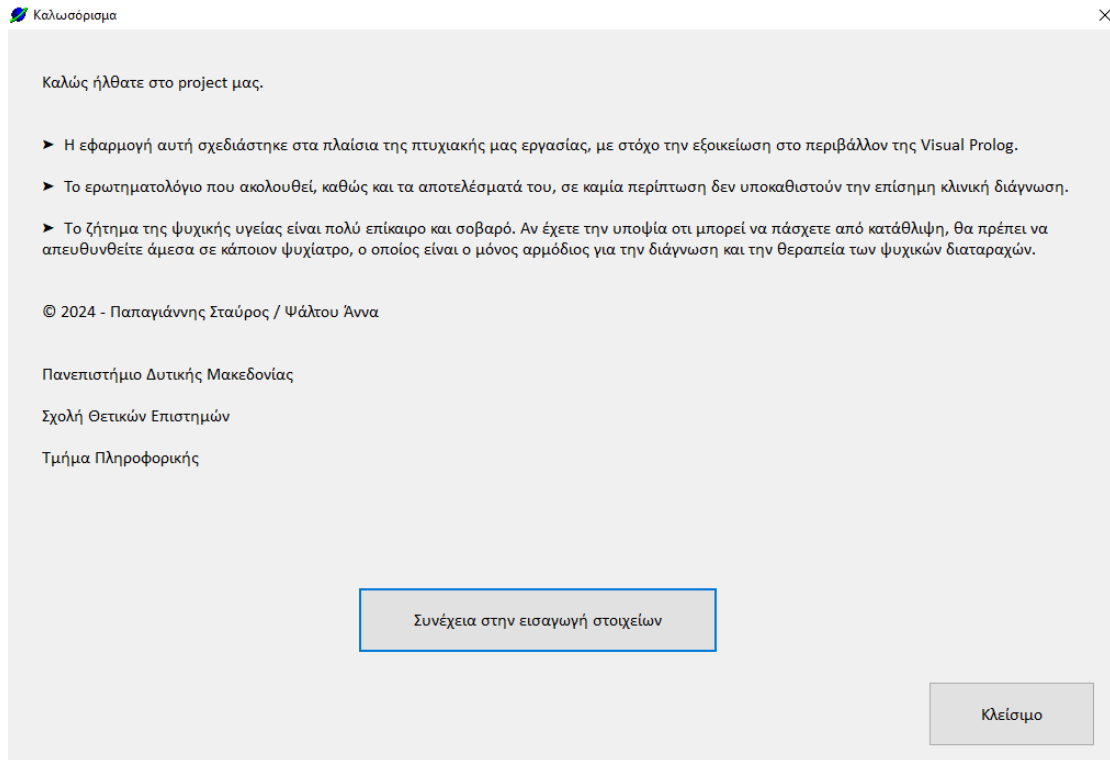 Καλωσόρισμα
Καλώς ήλθατε στο project μας.
➤ Η εφαρμογή αυτή σχεδιάστηκε στα πλαίσια της πτυχιακής μας εργασίας, με στόχο την εξοικείωση στο περιβάλλον της Visual Prolog.
➤ Το ερωτηματολόγιο που ακολουθεί, καθώς και τα αποτελέσματά του, σε καμία περίπτωση δεν υποκαθιστούν την επίσημη κλινική διάγνωση.
➤ Το ζήτημα της ψυχικής υγείας είναι πολύ επίκαιρο και σοβαρό. Αν έχετε την υποψία οτι μπορεί να πάσχετε από κατάθλιψη, θα πρέπει να
απευθυνθείτε άμεσα σε κάποιον ψυχίατρο, ο οποίος είναι ο μόνος αρμόδιος για την διάγνωση και την θεραπεία των ψυχικών διαταραχών.
© 2024 - Παπαγιάννης Σταύρος / Ψάλτου Άννα
Πανεπιστήμιο Δυτικής Μακεδονίας
Σχολή Θετικών Επιστημών
Τμήμα Πληροφορικής
Συνέχεια στην εισαγωγή στοιχείων
Κλείσιμο